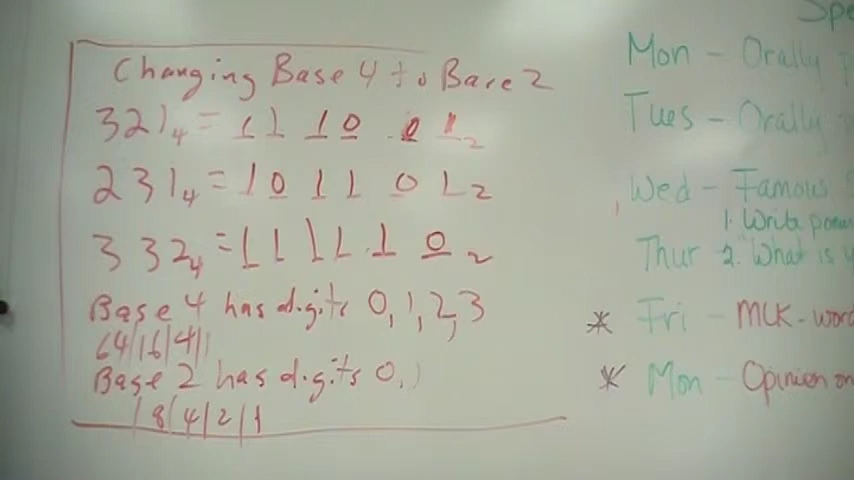 Changing Base 4 to Base 2
321₄ = 11 10 01₂
231₄ = 10 11 01₂
332₄ = 11 11 10₂
Base 4 has digits 0, 1, 2, 3
64|16|4|1
Base 2 has digits 0, 1
|8|4|2|1
Spe
Mon - Orally
Tues - Orally
Wed - Famous
1. Write
Thur 2. What is
* Fri - MLK-word
* Mon - Opinion on